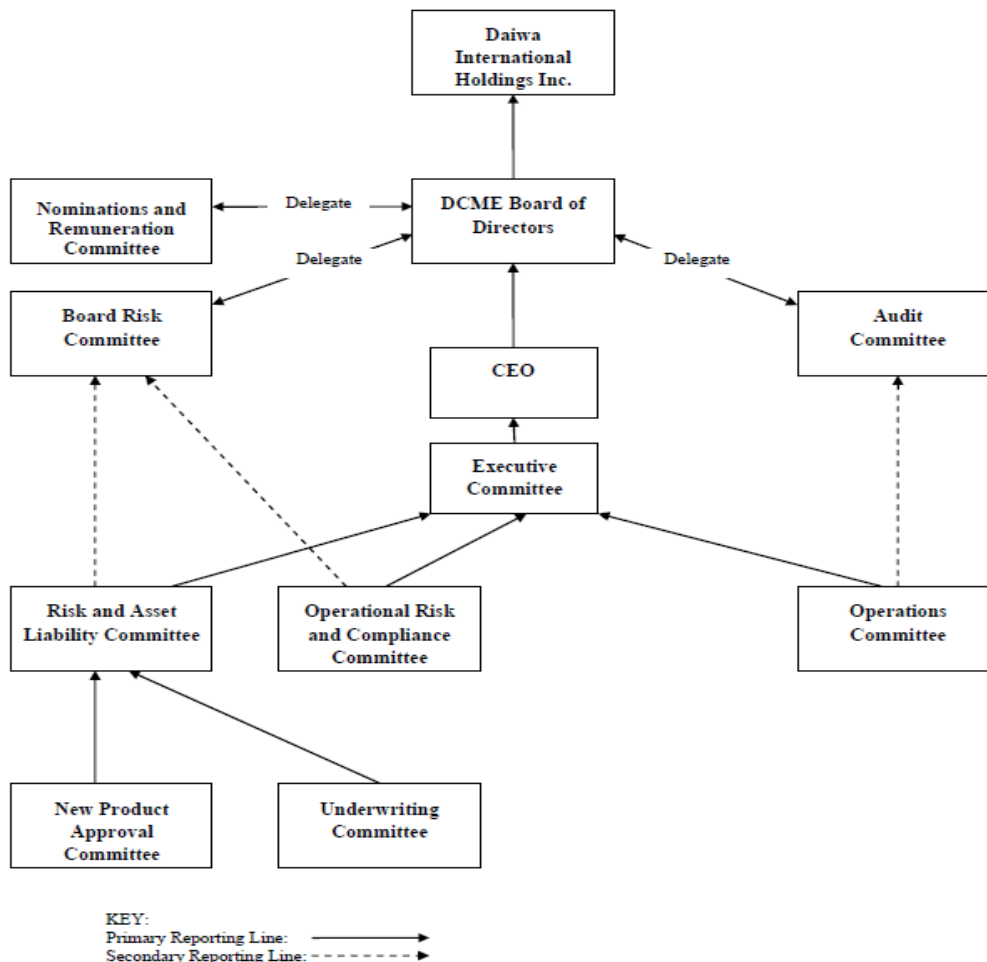 Daiwa
International
Holdings Inc.
Nominations and
Remuneration
Committee
Delegate
DCME Board of
Directors
Delegate
Delegate
Board Risk
Committee
Audit
Committee
CEO
Executive
Committee
Risk and Asset
Liability Committee
Operational Risk
and Compliance
Committee
Operations
Committee
New Product
Approval
Committee
Underwriting
Committee
KEY:
Primary Reporting Line:
Secondary Reporting Line: